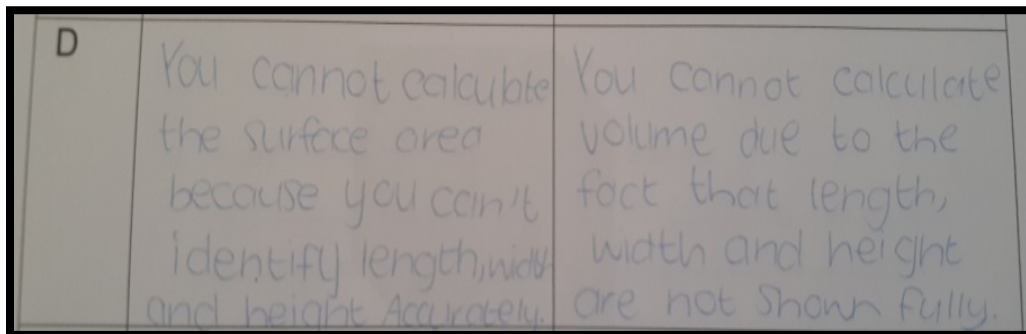 D
You cannot calculate
the surface area
because you can't
identify length, width
and height Accurately.
You cannot calculate
volume due to the
fact that length,
width and height
are not shown fully.